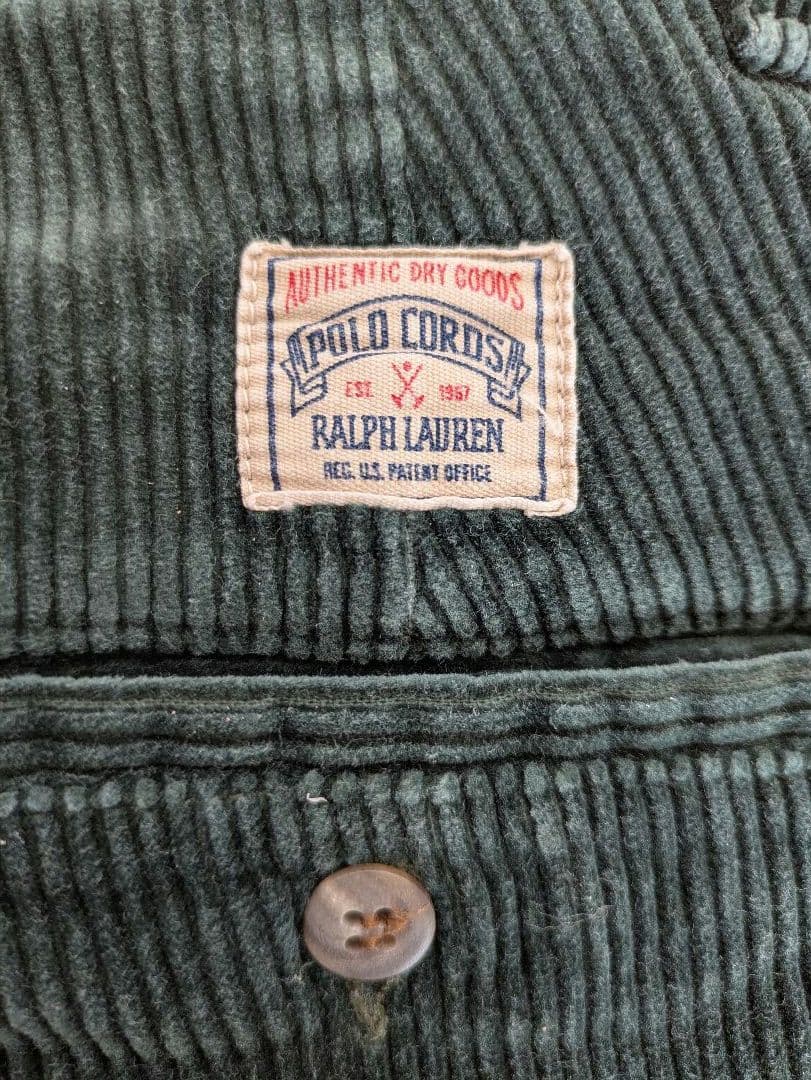 AUTHENTIC DRY GOODS
POLO CORDS
EST. 1967
RALPH LAUREN
REG. U.S. PATENT OFFICE